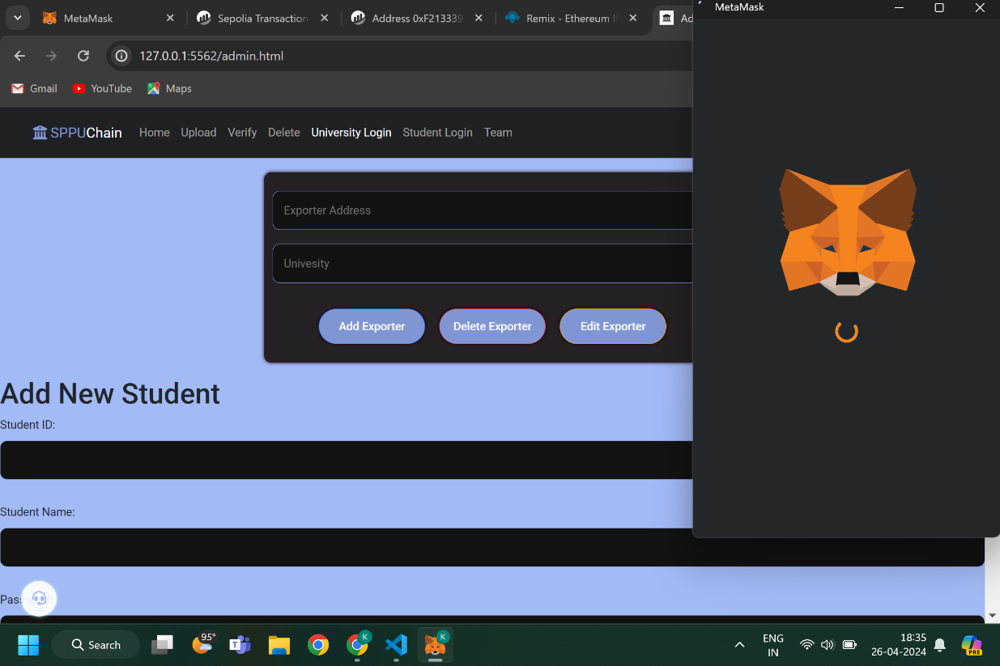 MetaMask
Sepolia Transaction
Address 0xF213339
Remix - Ethereum I
Ad
MetaMask
127.0.0.1:5562/admin.html
Gmail
YouTube
Maps
SPPUChain
Home
Upload
Verify
Delete
University Login
Student Login
Team
Exporter Address
Univesity
Add Exporter
Delete Exporter
Edit Exporter
Add New Student
Student ID:
Student Name:
Pas
95°
Search
K
K
ENG
IN
18:35
26-04-2024
PRE